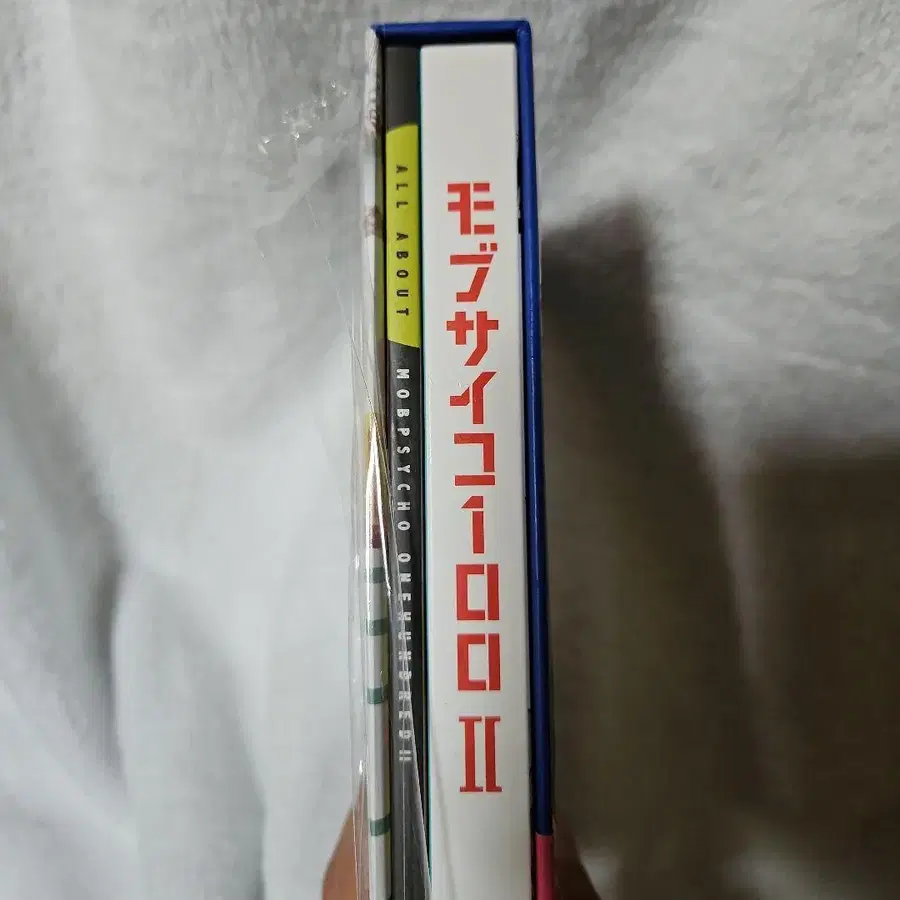 ALL ABOUT MOBPSYCHO ONEHUNDRED II
モブサイコ100 II